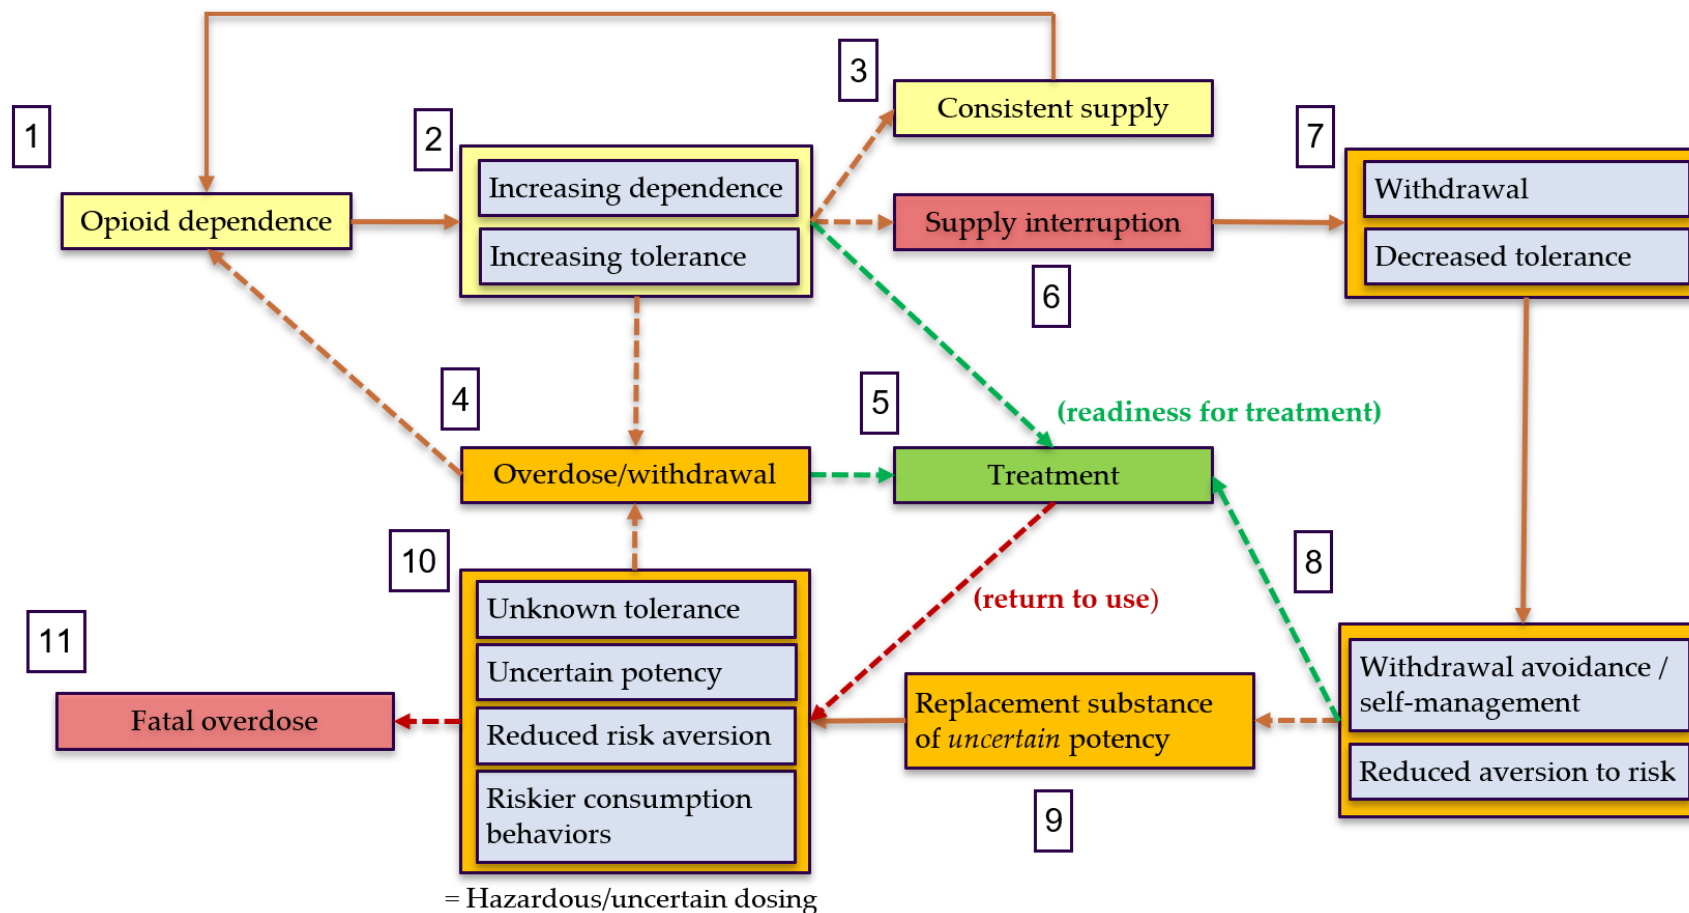 1
Opioid dependence
2
Increasing dependence
Increasing tolerance
3
Consistent supply
Supply interruption
6
7
Withdrawal
Decreased tolerance
4
Overdose/withdrawal
5
(readiness for treatment)
Treatment
(return to use)
8
Withdrawal avoidance /
self-management
Reduced aversion to risk
Replacement substance
of uncertain potency
9
10
Unknown tolerance
Uncertain potency
Reduced risk aversion
Riskier consumption
behaviors
= Hazardous/uncertain dosing
11
Fatal overdose